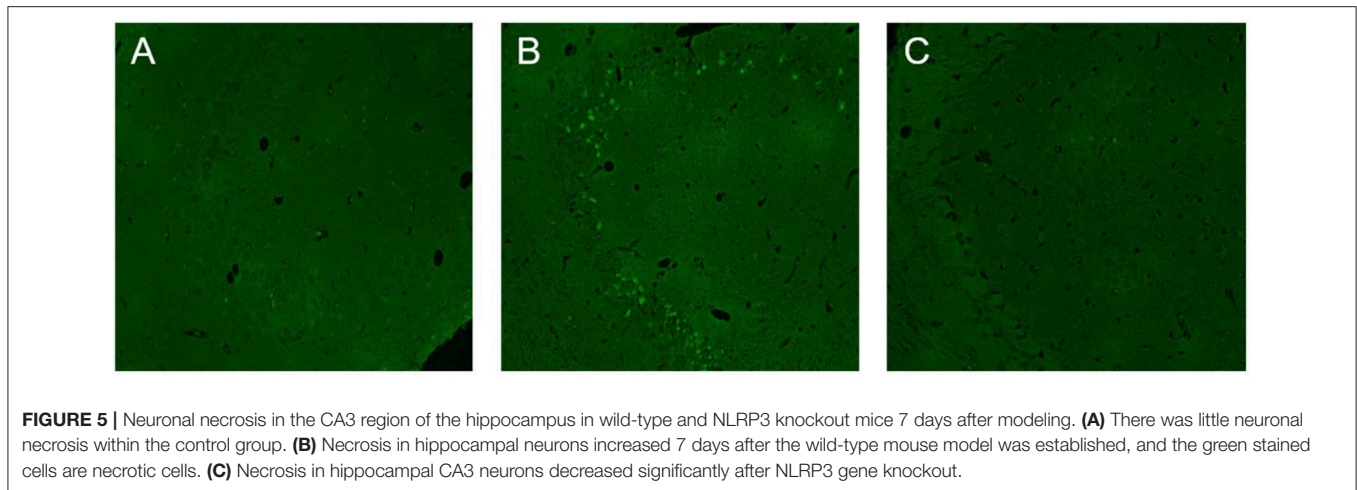 A
B
C
FIGURE 5 | Neuronal necrosis in the CA3 region of the hippocampus in wild-type and NLRP3 knockout mice 7 days after modeling. (A) There was little neuronal
necrosis within the control group. (B) Necrosis in hippocampal neurons increased 7 days after the wild-type mouse model was established, and the green stained
cells are necrotic cells. (C) Necrosis in hippocampal CA3 neurons decreased significantly after NLRP3 gene knockout.